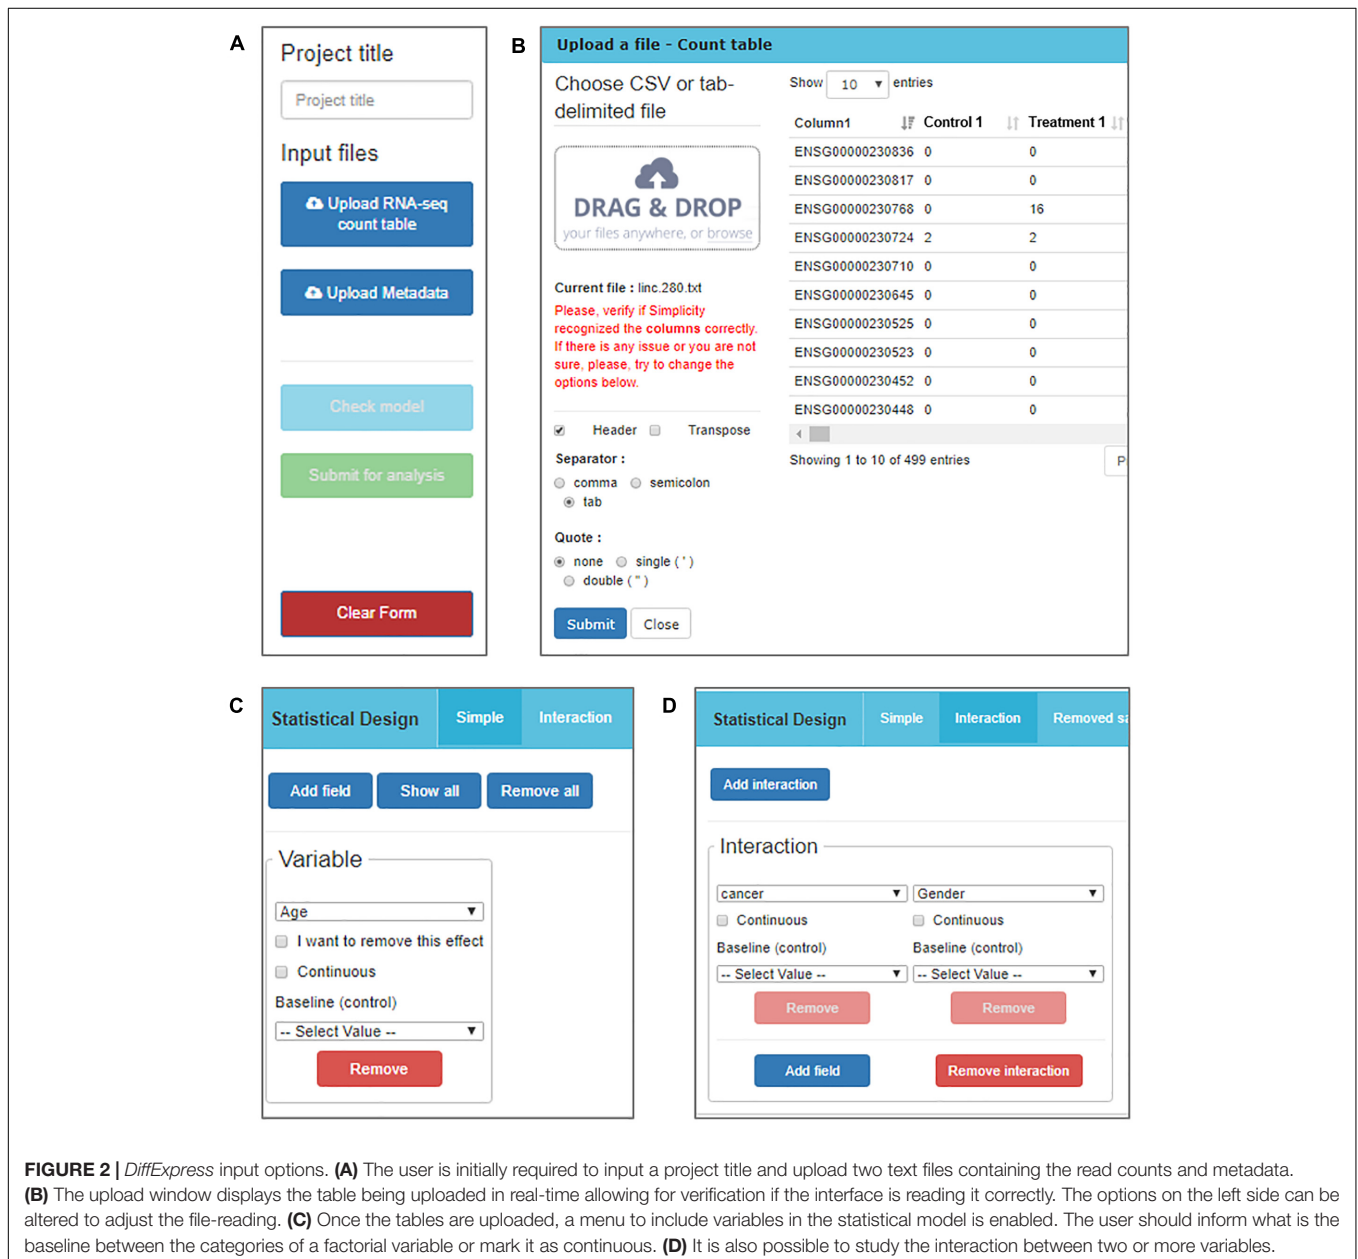 A
Project title
Project title
Input files
Upload RNA-seq
count table
Upload Metadata
Check model
Submit for analysis
Clear Form
B
Upload a file - Count table
Choose CSV or tab-
delimited file
DRAG & DROP
your files anywhere, or browse
Current file : linc.280.txt
Please, verify if Simplicity
recognized the columns correctly.
If there is any issue or you are not
sure, please, try to change the
options below.
Header Transpose
Separator :
comma semicolon
tab
Quote :
none single ( ' )
double ( " )
Submit Close
Show 10 entries
Column1 Control 1 Treatment 1
ENSG00000230836 0 0
ENSG00000230817 0 0
ENSG00000230768 0 16
ENSG00000230724 2 2
ENSG00000230710 0 0
ENSG00000230645 0 0
ENSG00000230525 0 0
ENSG00000230523 0 0
ENSG00000230452 0 0
ENSG00000230448 0 0
Showing 1 to 10 of 499 entries
C
Statistical Design Simple Interaction
Add field Show all Remove all
Variable
Age
I want to remove this effect
Continuous
Baseline (control)
-- Select Value --
Remove
D
Statistical Design Simple Interaction Removed sa
Add interaction
Interaction
cancer Gender
Continuous Continuous
Baseline (control) Baseline (control)
-- Select Value -- -- Select Value --
Remove Remove
Add field Remove interaction
FIGURE 2 | DiffExpress input options. (A) The user is initially required to input a project title and upload two text files containing the read counts and metadata.
(B) The upload window displays the table being uploaded in real-time allowing for verification if the interface is reading it correctly. The options on the left side can be
altered to adjust the file-reading. (C) Once the tables are uploaded, a menu to include variables in the statistical model is enabled. The user should inform what is the
baseline between the categories of a factorial variable or mark it as continuous. (D) It is also possible to study the interaction between two or more variables.